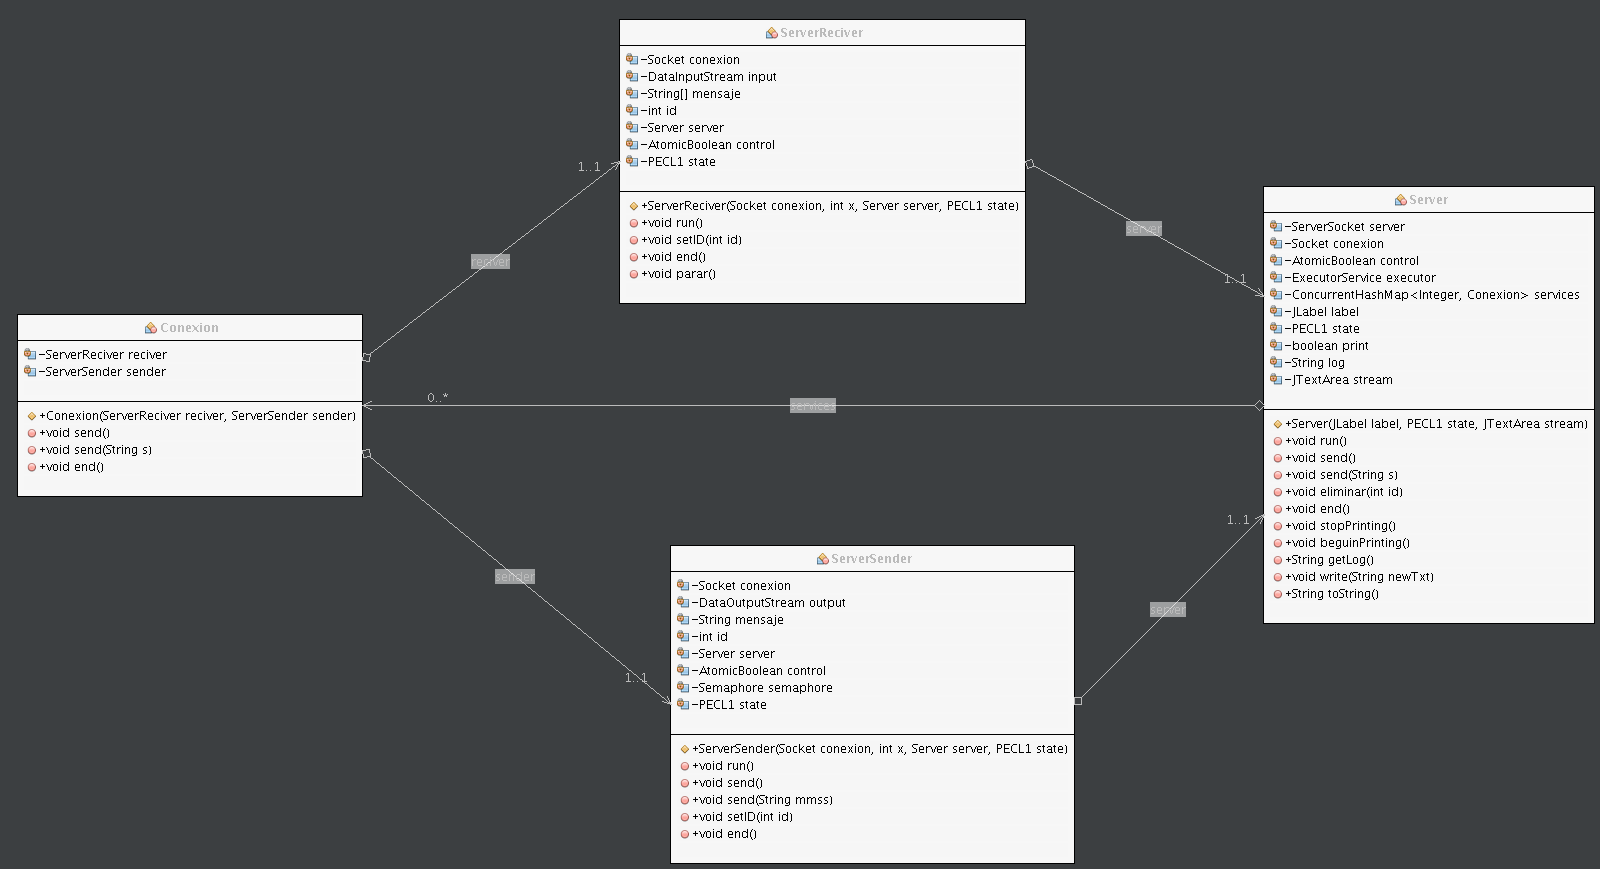 ServerReciver
-Socket conexion
-DataInputStream input
-String[] mensaje
-int id
-Server server
-AtomicBoolean control
-PECL1 state
+ServerReciver(Socket conexion, int x, Server server, PECL1 state)
+void run()
+void setID(int id)
+void end()
+void parar()
1..1
reciver
server
1..1
Server
-ServerSocket server
-Socket conexion
-AtomicBoolean control
-ExecutorService executor
-ConcurrentHashMap<Integer, Conexion> services
-JLabel label
-PECL1 state
-boolean print
-String log
-JTextArea stream
+Server(JLabel label, PECL1 state, JTextArea stream)
+void run()
+void send()
+void send(String s)
+void eliminar(int id)
+void end()
+void stopPrinting()
+void beguinPrinting()
+String getLog()
+void write(String newTxt)
+String toString()
Conexion
-ServerReciver reciver
-ServerSender sender
+Conexion(ServerReciver reciver, ServerSender sender)
+void send()
+void send(String s)
+void end()
0..*
services
sender
1..1
1..1
server
ServerSender
-Socket conexion
-DataOutputStream output
-String mensaje
-int id
-Server server
-AtomicBoolean control
-Semaphore semaphore
-PECL1 state
+ServerSender(Socket conexion, int x, Server server, PECL1 state)
+void run()
+void send()
+void send(String mmss)
+void setID(int id)
+void end()